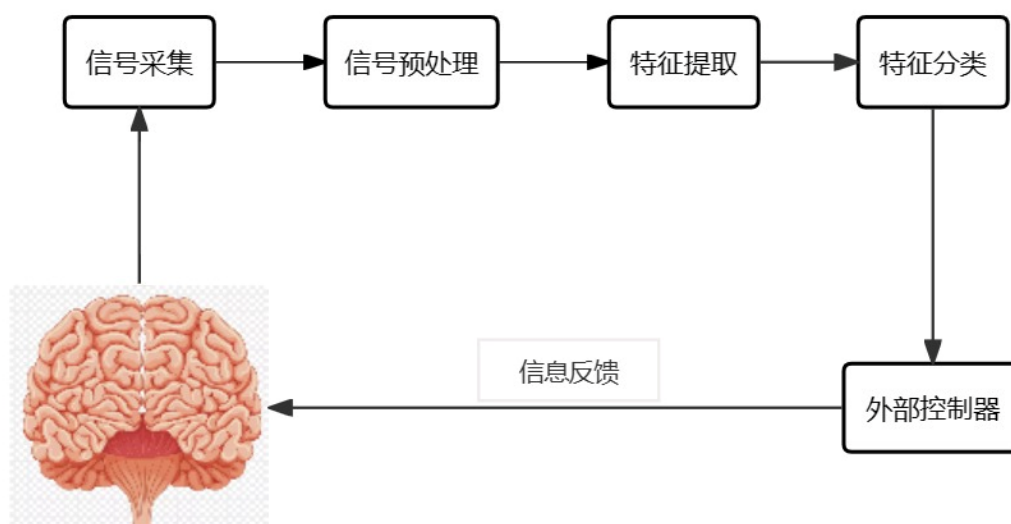 信号采集
信号预处理
特征提取
特征分类
信息反馈
外部控制器